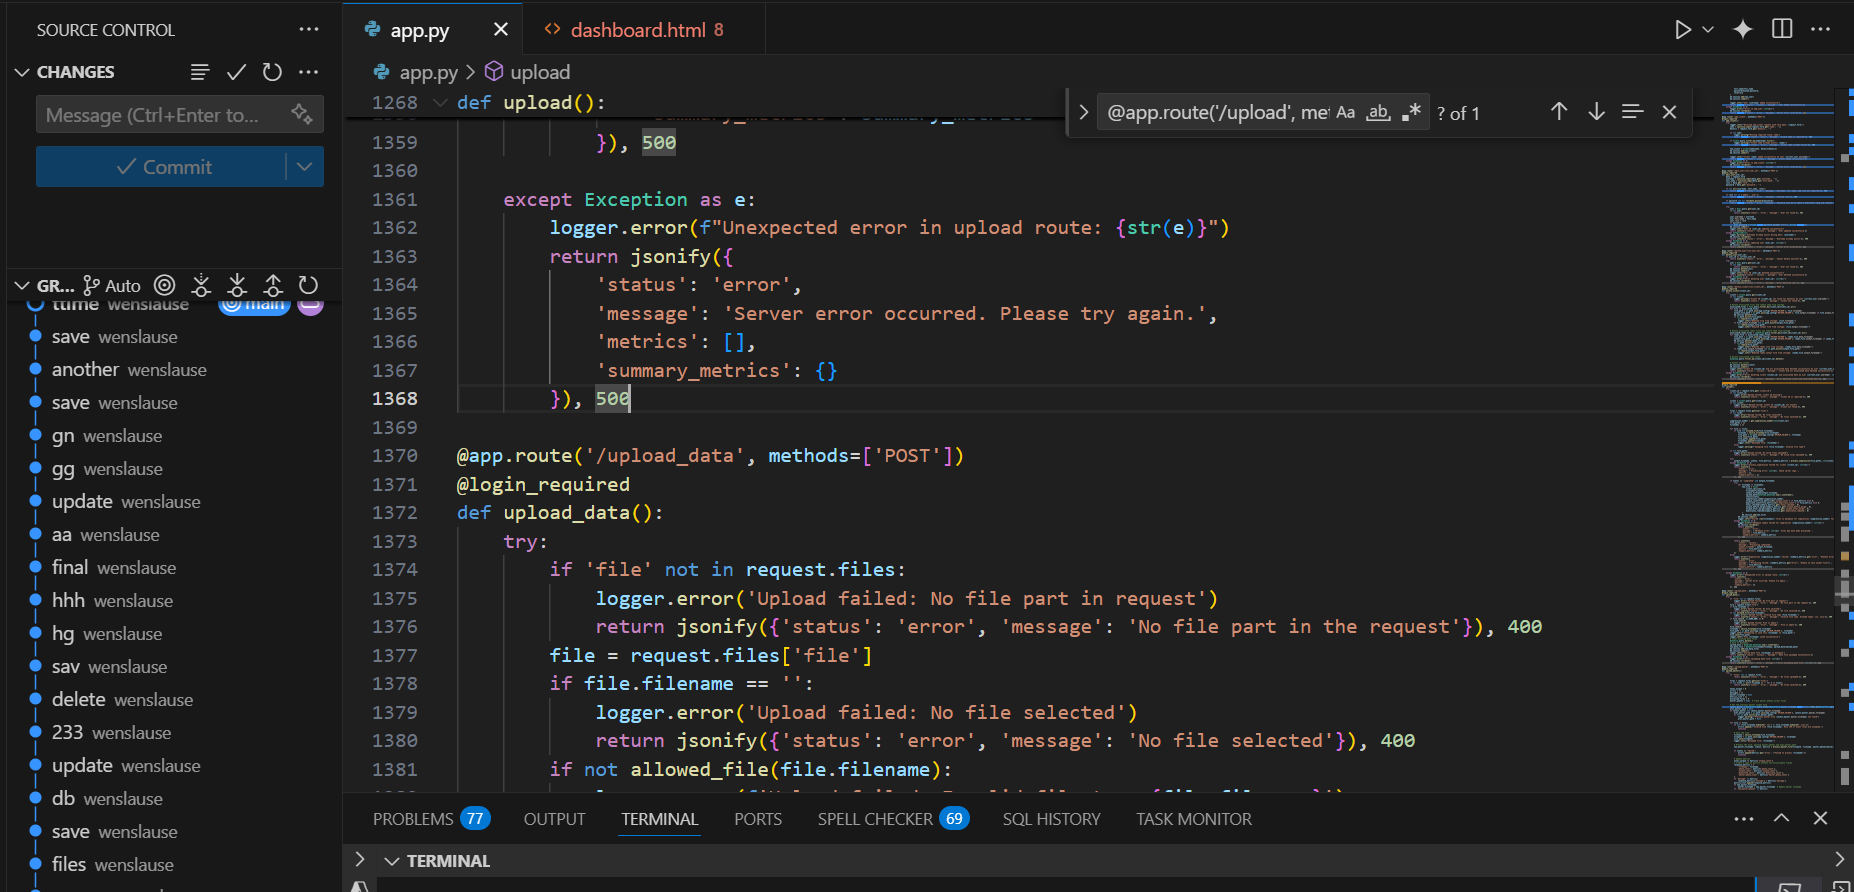 SOURCE CONTROL
CHANGES
Message (Ctrl+Enter to...
Commit
GR... Auto
ttime wenslause main
save wenslause
another wenslause
save wenslause
gn wenslause
gg wenslause
update wenslause
aa wenslause
final wenslause
hhh wenslause
hg wenslause
sav wenslause
delete wenslause
233 wenslause
update wenslause
db wenslause
save wenslause
files wenslause
app.py
dashboard.html 8
app.py > upload
@app.route('/upload', met Aa ab ? of 1
1268 def upload():
1359 }), 500
1360
1361 except Exception as e:
1362 logger.error(f"Unexpected error in upload route: {str(e)}")
1363 return jsonify({
1364 'status': 'error',
1365 'message': 'Server error occurred. Please try again.',
1366 'metrics': [],
1367 'summary_metrics': {}
1368 }), 500
1369
1370 @app.route('/upload_data', methods=['POST'])
1371 @login_required
1372 def upload_data():
1373 try:
1374 if 'file' not in request.files:
1375 logger.error('Upload failed: No file part in request')
1376 return jsonify({'status': 'error', 'message': 'No file part in the request'}), 400
1377 file = request.files['file']
1378 if file.filename == '':
1379 logger.error('Upload failed: No file selected')
1380 return jsonify({'status': 'error', 'message': 'No file selected'}), 400
1381 if not allowed_file(file.filename):
PROBLEMS 77 OUTPUT TERMINAL PORTS SPELL CHECKER 69 SQL HISTORY TASK MONITOR
TERMINAL